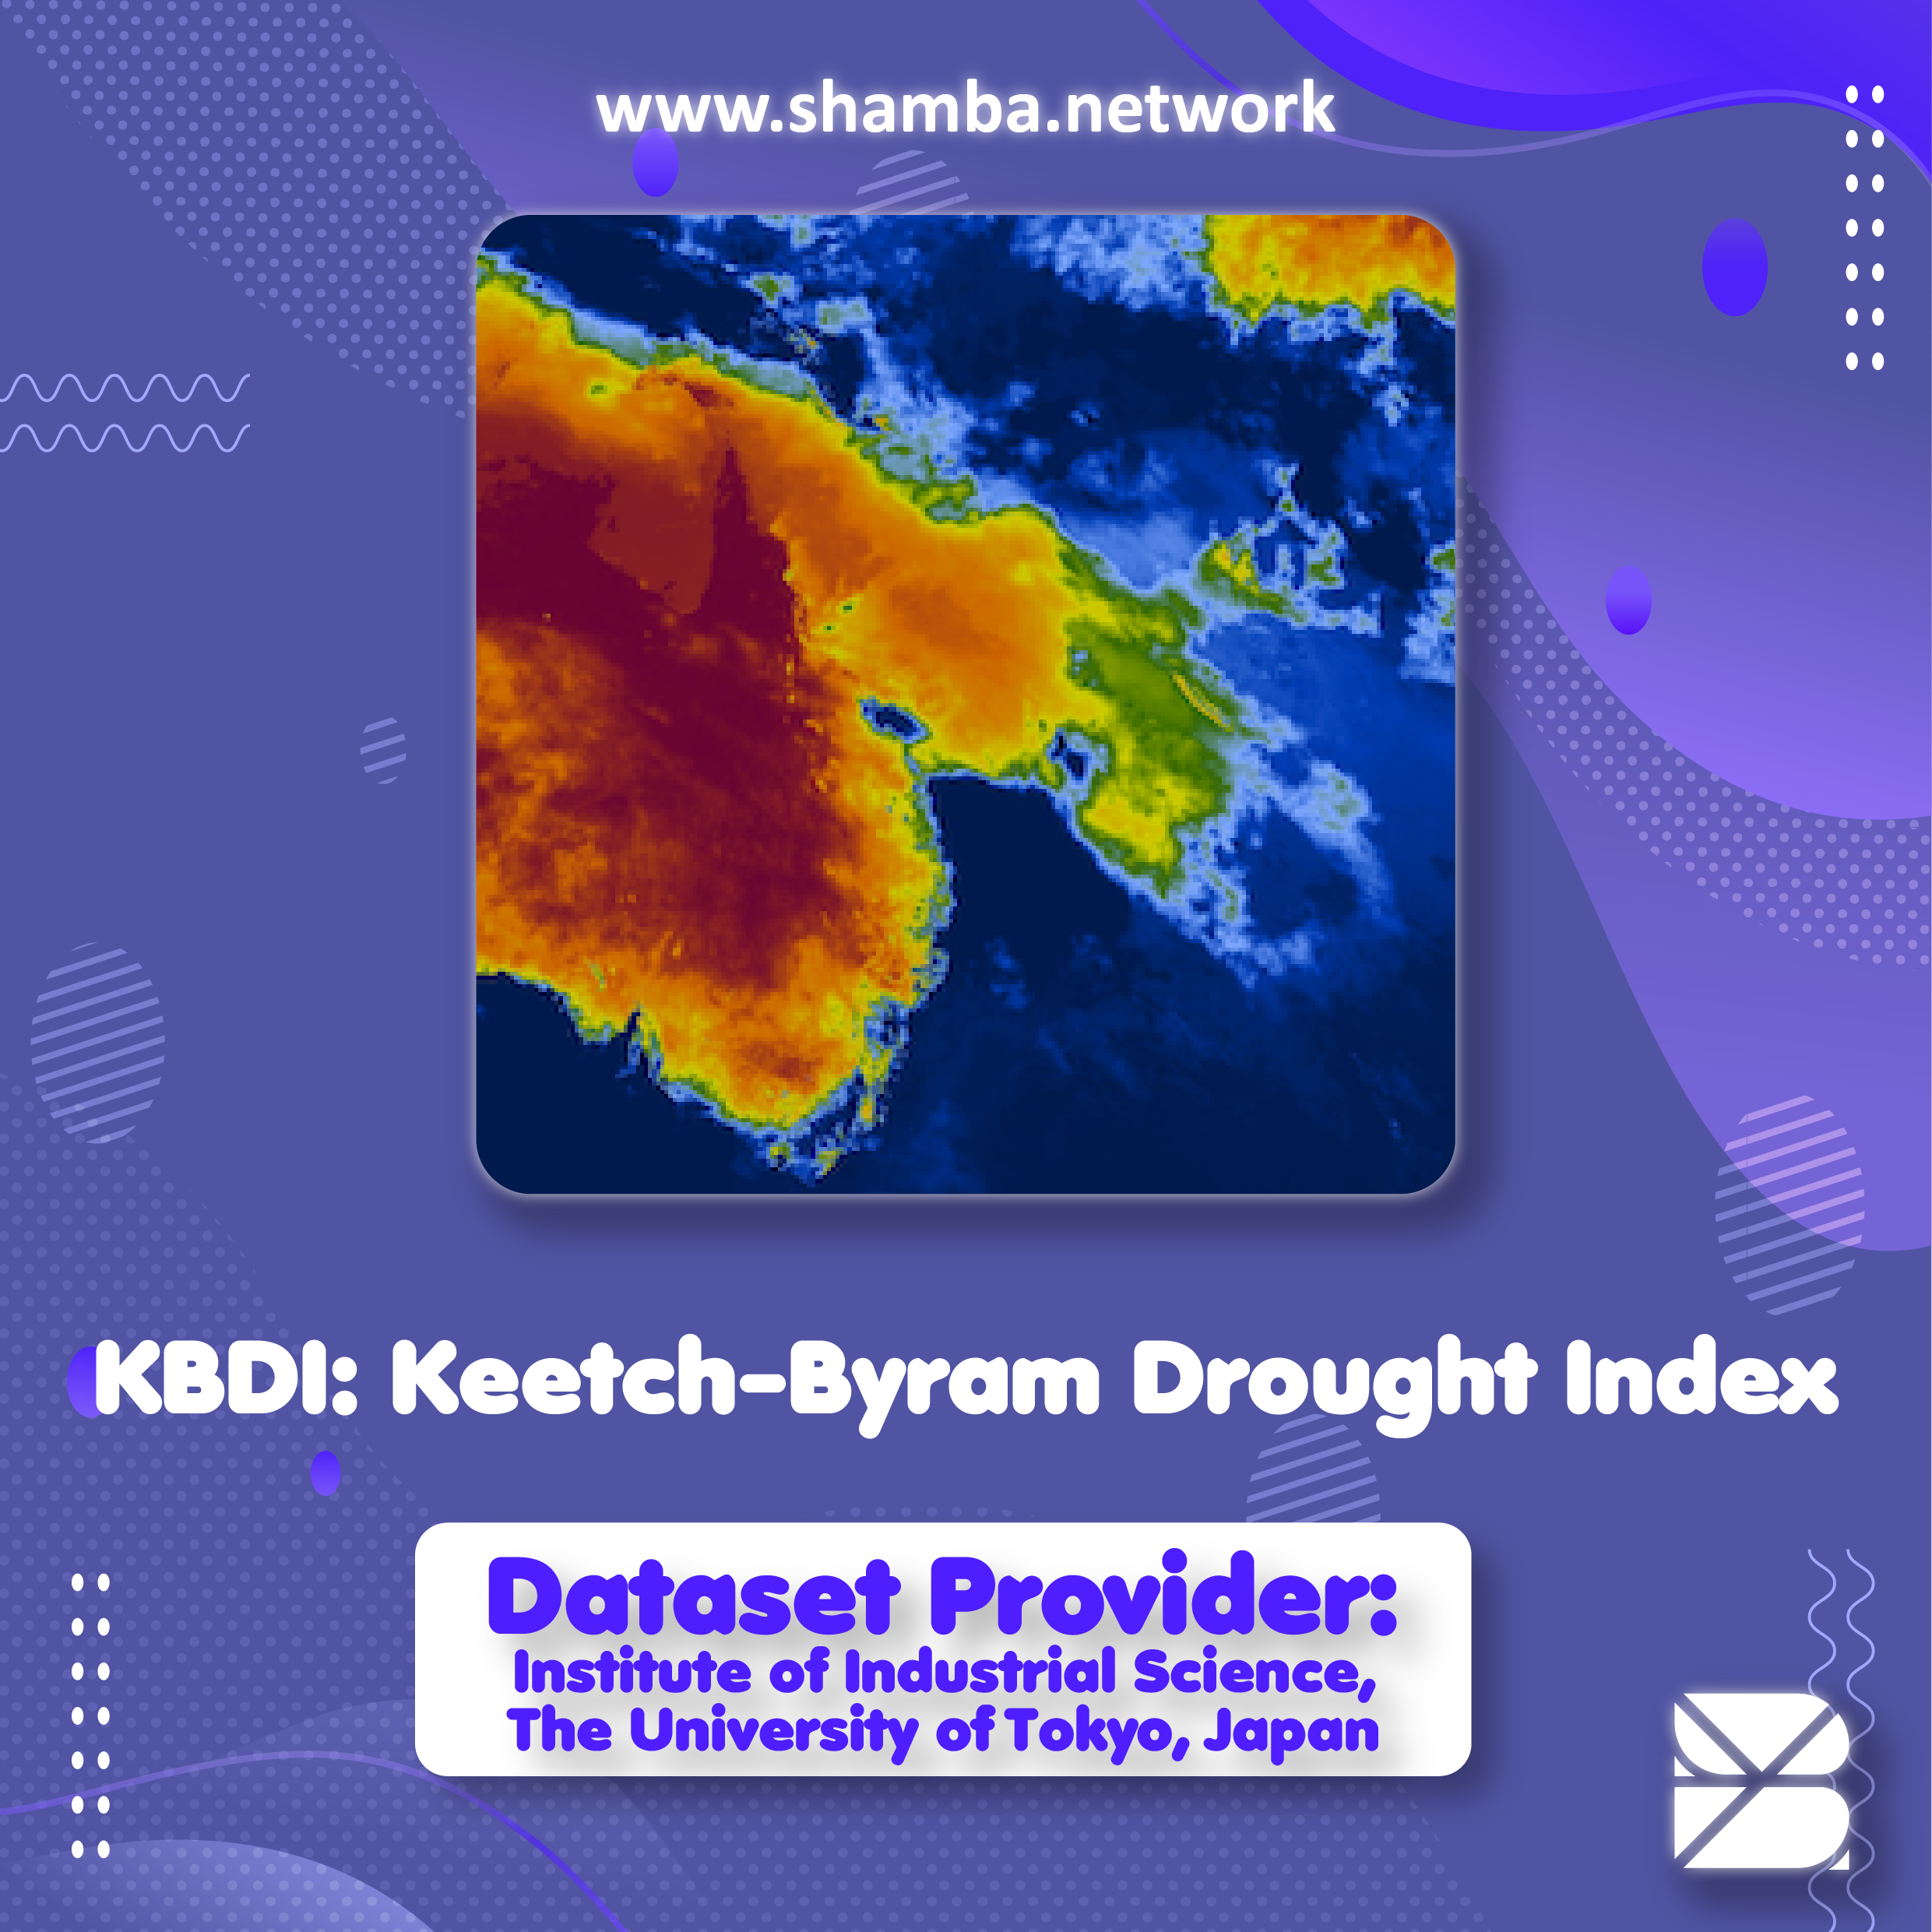 www.shamba.network
KBDI: Keetch-Byram Drought Index
Dataset Provider:
Institute of Industrial Science,
The University of Tokyo, Japan